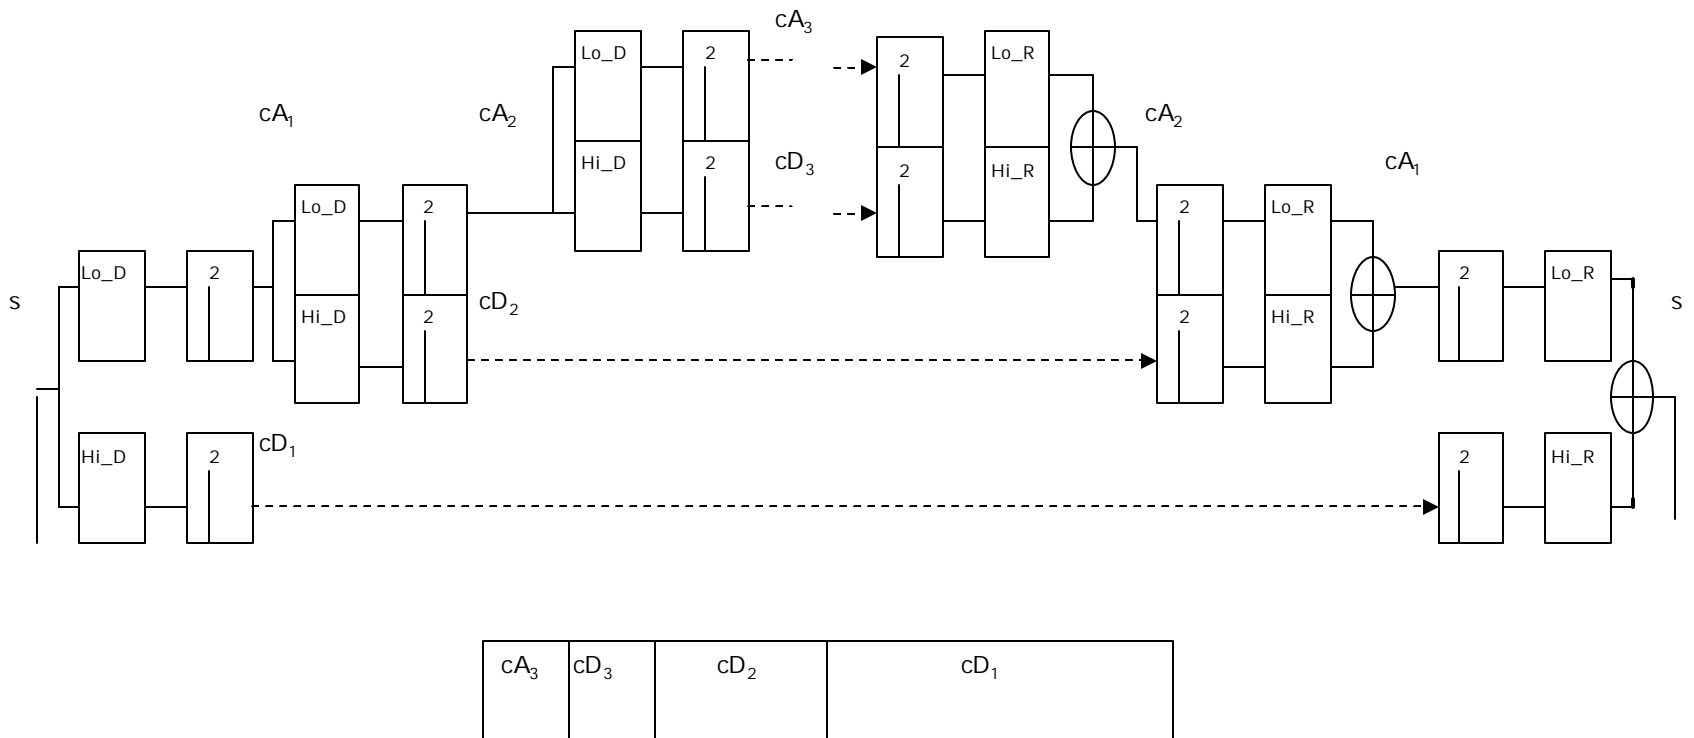 cA3
Lo_D 2 2 Lo_R
cA1 cA2 cA2
Hi_D 2 cD3 2 Hi_R cA1
Lo_D 2 2 Lo_R
Lo_D 2 2 Lo_R
s cD2 s
Hi_D 2 2 Hi_R
cD1
Hi_D 2 2 Hi_R
cA3 cD3 cD2 cD1